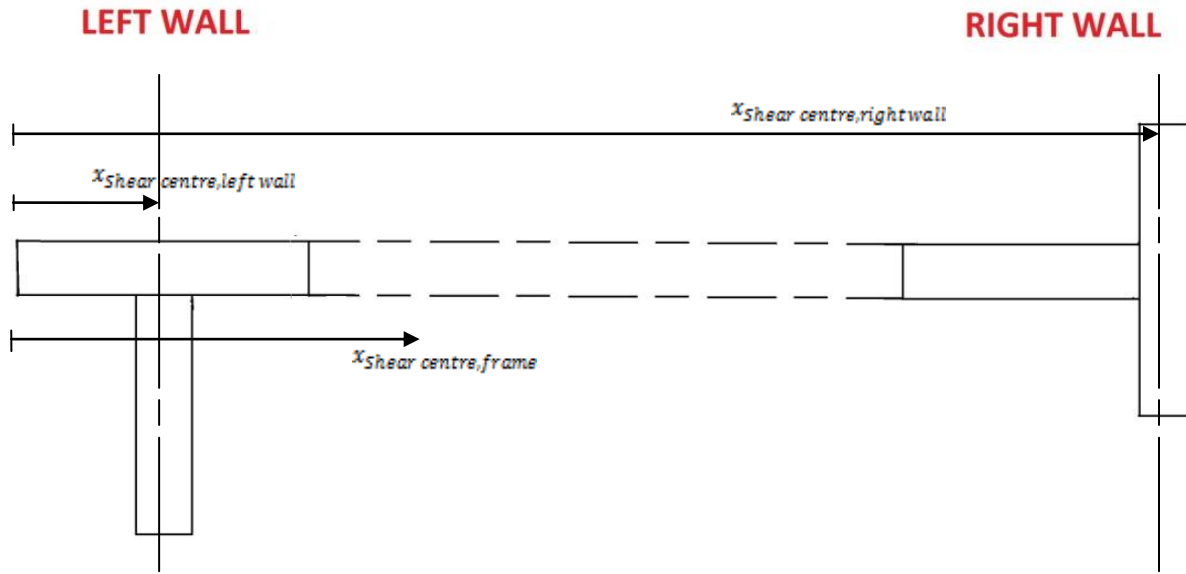 LEFT WALL
RIGHT WALL
xShear centre,right wall
xShear centre,left wall
xShear centre,frame